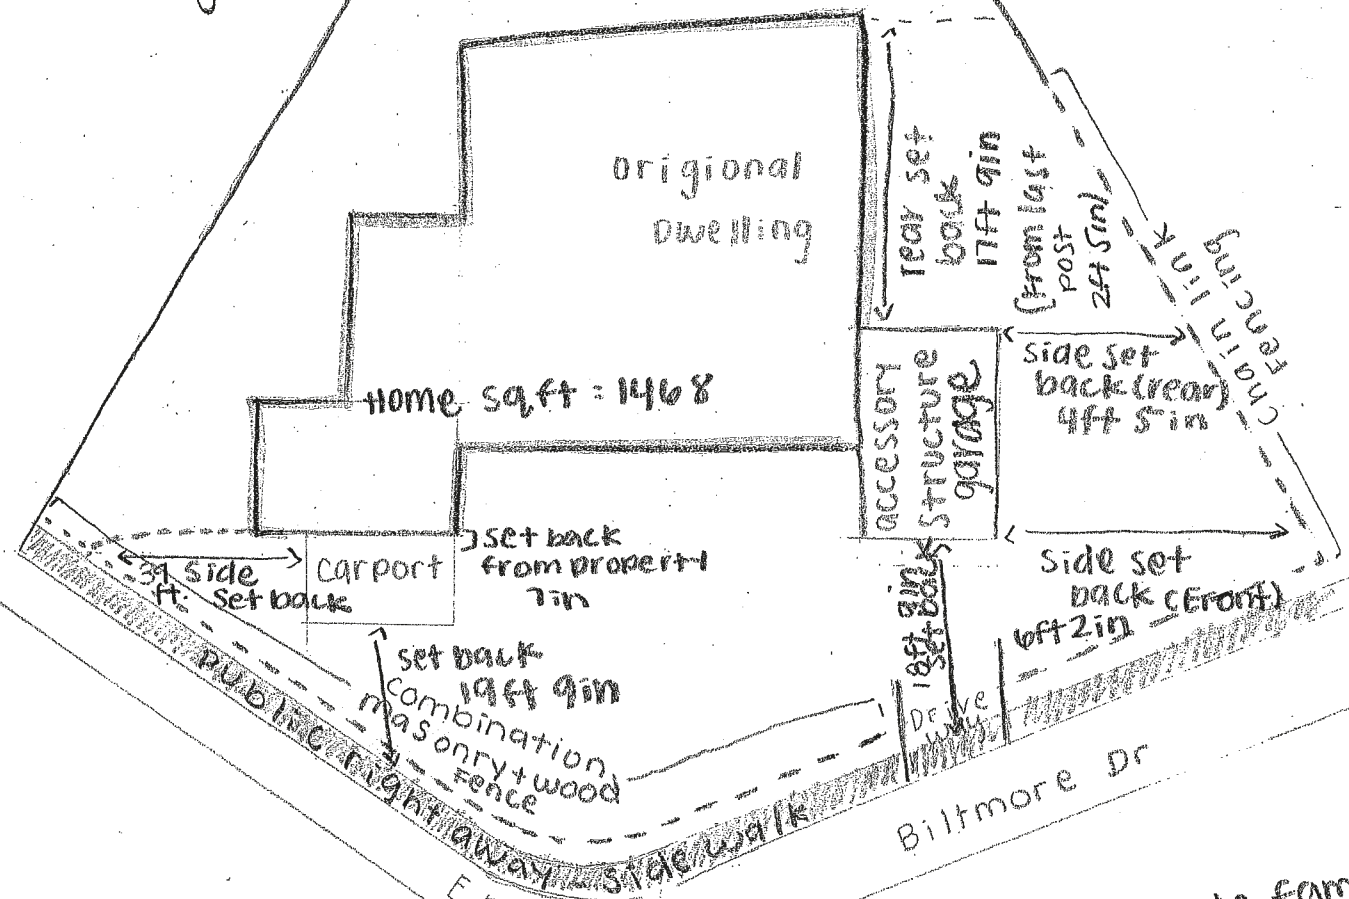 Origional
Dwelling
rear set
back
17ft 9in
(From last
post
2ft 5in)
Chain link
Fencing
Home sq.ft = 1468
accessory
Structure
garage
Side set
back (rear)
4ft 5in
Side set
back (Front)
6ft 2in
set back
from propert
7in
carport
39 Side
ft. Set back
set back
19ft 9in
combination
masonry + wood
Fence
18ft 9in
set back
Drive
way
Public right away - Side walk
Biltmore Dr